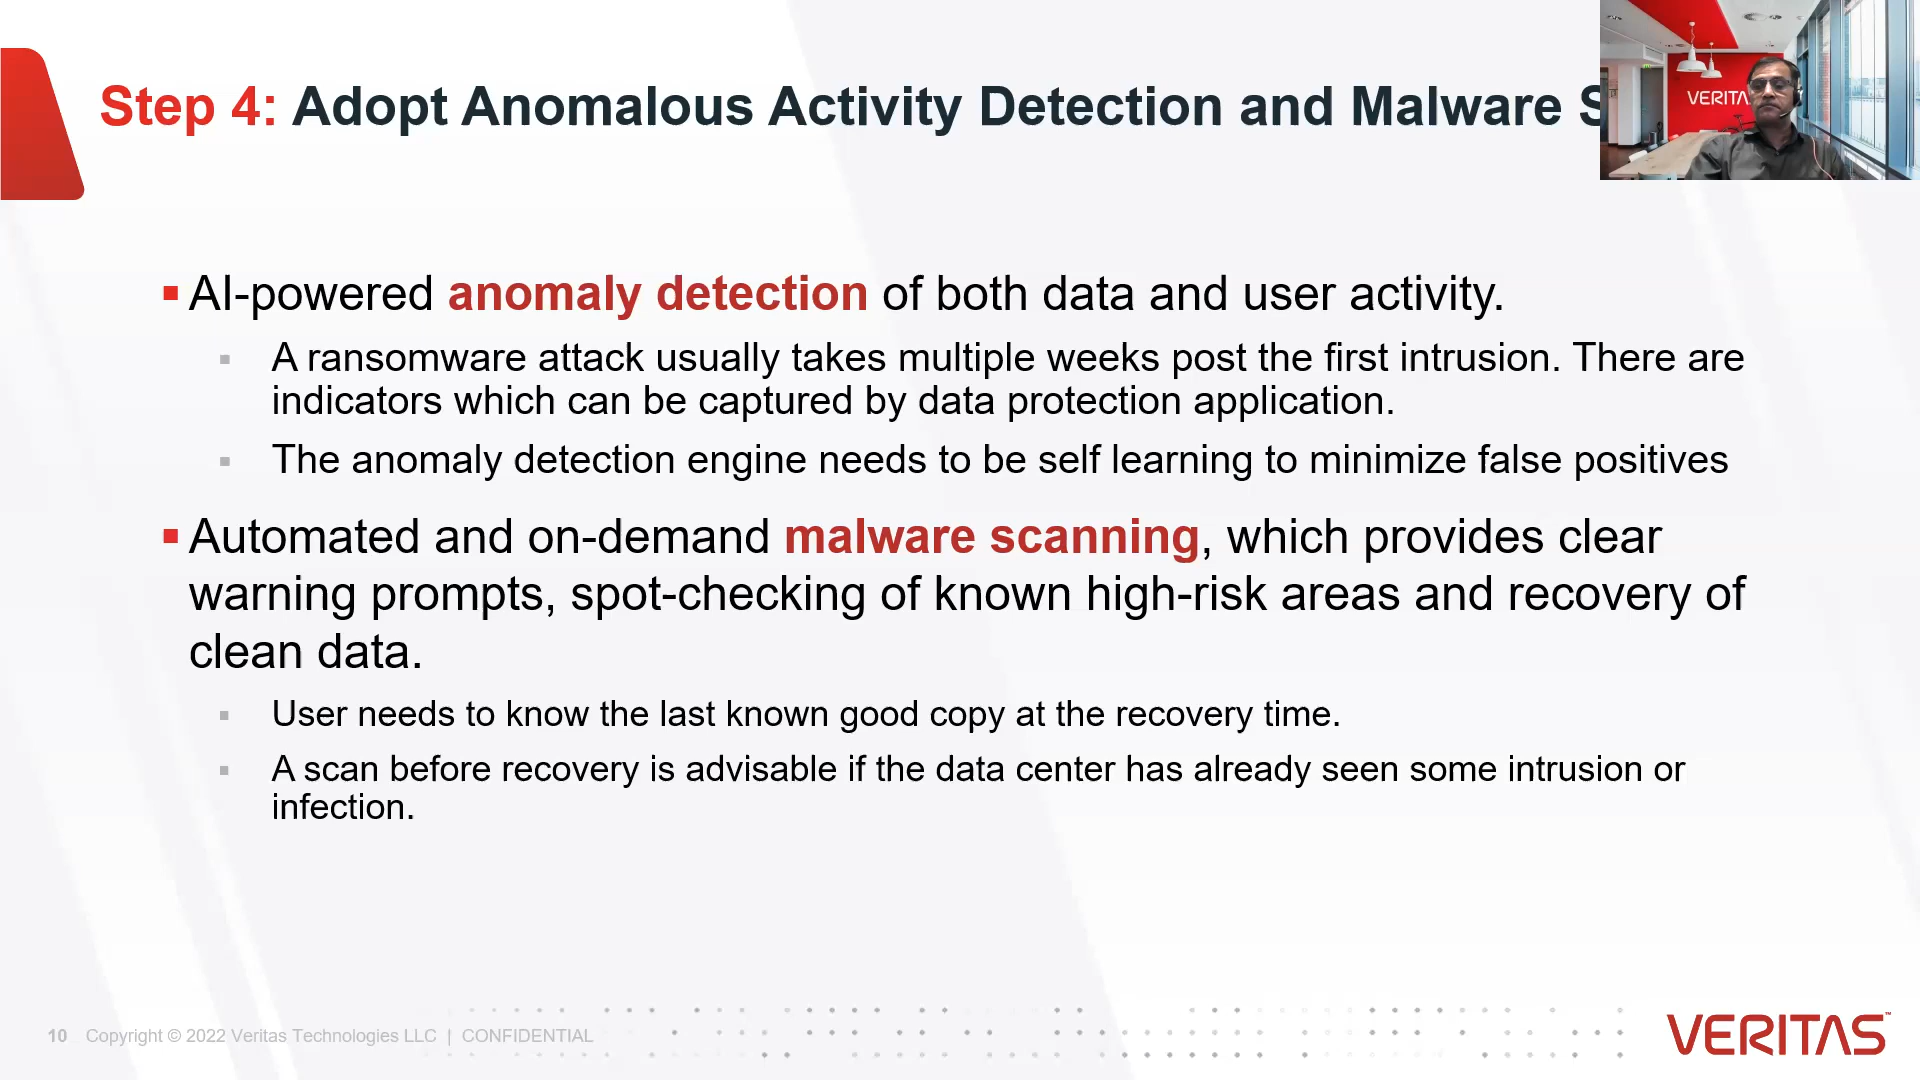 Step 4: Adopt Anomalous Activity Detection and Malware
VERITA
▪ AI-powered anomaly detection of both data and user activity.
▪ A ransomware attack usually takes multiple weeks post the first intrusion. There are
indicators which can be captured by data protection application.
▪ The anomaly detection engine needs to be self learning to minimize false positives
▪ Automated and on-demand malware scanning, which provides clear
warning prompts, spot-checking of known high-risk areas and recovery of
clean data.
▪ User needs to know the last known good copy at the recovery time.
▪ A scan before recovery is advisable if the data center has already seen some intrusion or
infection.
10 Copyright © 2022 Veritas Technologies LLC | CONFIDENTIAL
VERITAS™